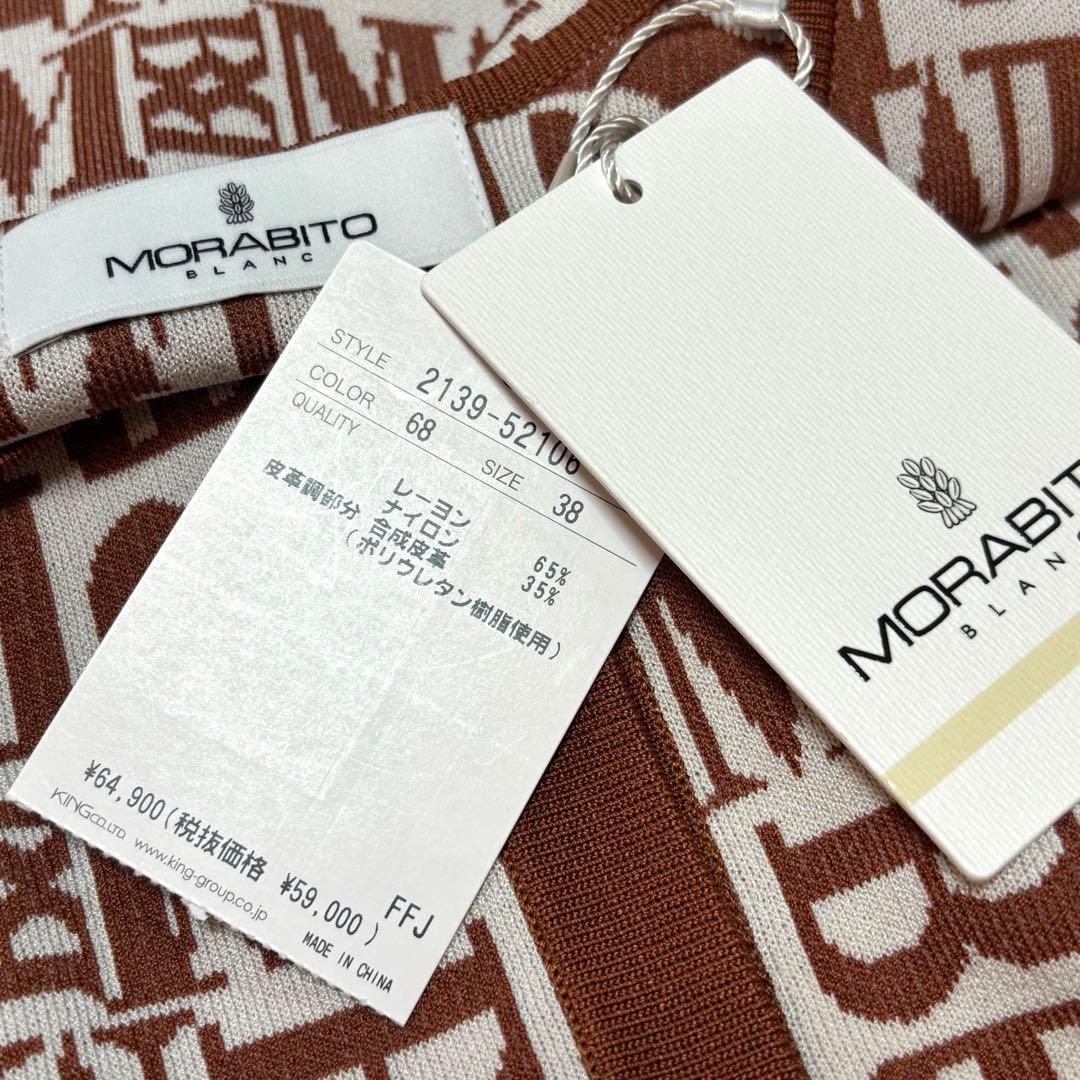 MORABITO
BLANC
STYLE 2139-52106
COLOR 68 SIZE 38
QUALITY
レーヨン 65%
ナイロン 35%
皮革調部分 合成皮革
(ポリウレタン樹脂使用)
¥64,900(税抜価格 ¥59,000)
KING CO.,LTD. www.king-group.co.jp
FFJ
MADE IN CHINA
MORABITO
BLANC